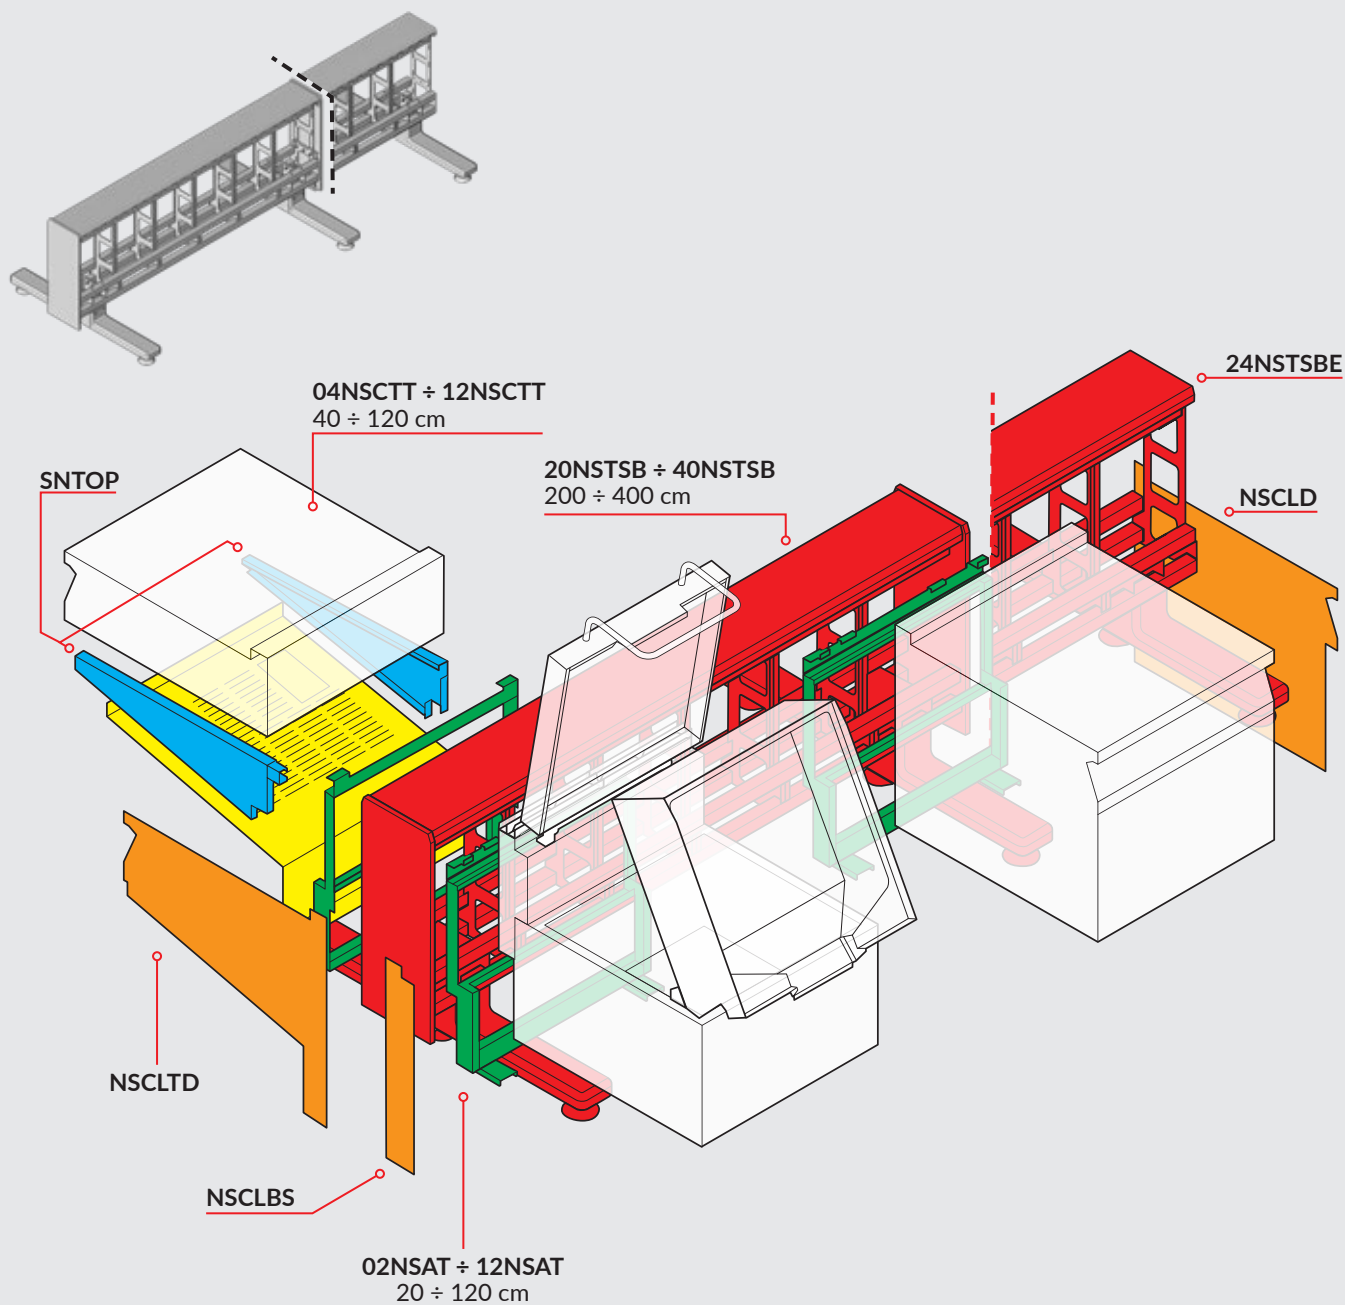 24NSTSBE
04NSCTT ÷ 12NSCTT
40 ÷ 120 cm
20NSTSB ÷ 40NSTSB
200 ÷ 400 cm
SNTOP
NSCLD
NSCLTD
NSCLBS
02NSAT ÷ 12NSAT
20 ÷ 120 cm